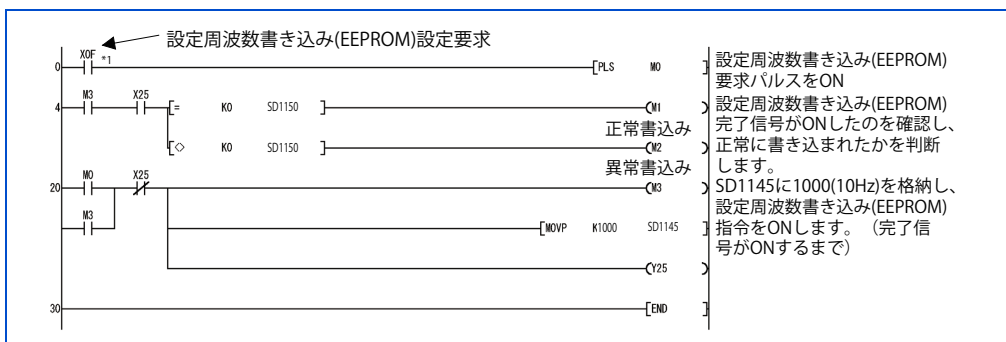 設定周波数書き込み(EEPROM)設定要求
X0F *1
0 [PLS M0 ]
設定周波数書き込み(EEPROM)
要求パルスをON
M3 X25
4 [= K0 SD1150 ] (M1 )
正常書込み
[<> K0 SD1150 ] (M2 )
異常書込み
設定周波数書き込み(EEPROM)
完了信号がONしたのを確認し、
正常に書き込まれたかを判断
します。
M0 X25
20 (M3 )
M3
[MOVP K1000 SD1145 ]
(Y25 )
SD1145に1000(10Hz)を格納し、
設定周波数書き込み(EEPROM)
指令をONします。（完了信
号がONするまで）
30 [END ]